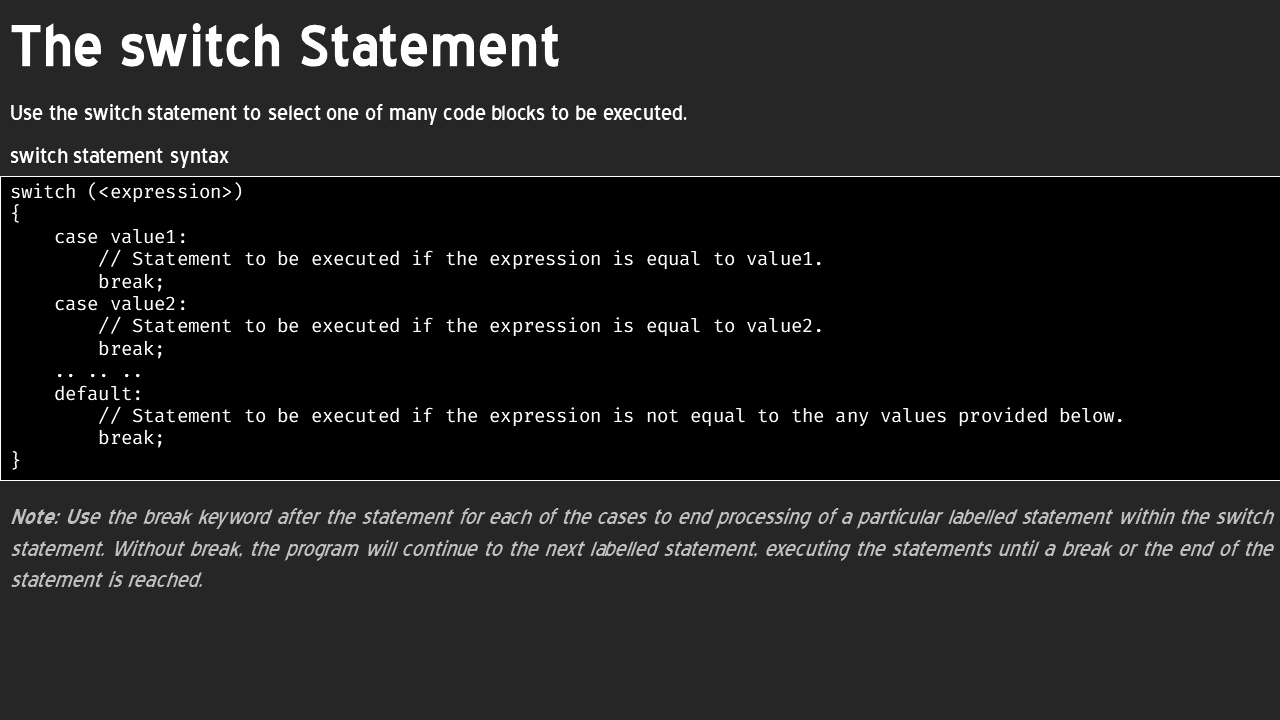 The switch Statement
Use the switch statement to select one of many code blocks to be executed.
switch statement syntax
switch (<expression>)
{
    case value1:
        // Statement to be executed if the expression is equal to value1.
        break;
    case value2:
        // Statement to be executed if the expression is equal to value2.
        break;
    .. .. ..
    default:
        // Statement to be executed if the expression is not equal to the any values provided below.
        break;
}
Note: Use the break keyword after the statement for each of the cases to end processing of a particular labelled statement within the switch
statement. Without break, the program will continue to the next labelled statement, executing the statements until a break or the end of the
statement is reached.